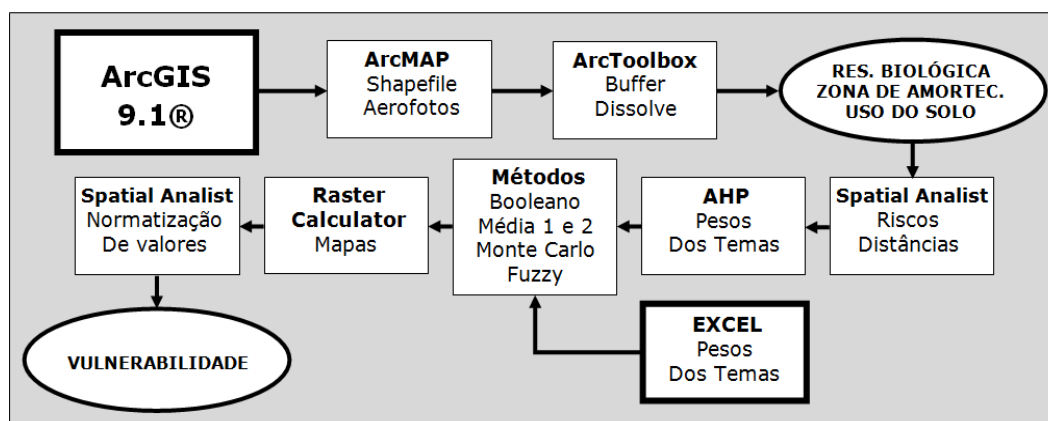 ArcGIS
9.1®
ArcMAP
Shapefile
Aerofotos
ArcToolbox
Buffer
Dissolve
RES. BIOLÓGICA
ZONA DE AMORTEC.
USO DO SOLO
Spatial Analist
Riscos
Distâncias
AHP
Pesos
Dos Temas
Métodos
Booleano
Média 1 e 2
Monte Carlo
Fuzzy
Raster
Calculator
Mapas
Spatial Analist
Normatização
De valores
EXCEL
Pesos
Dos Temas
VULNERABILIDADE